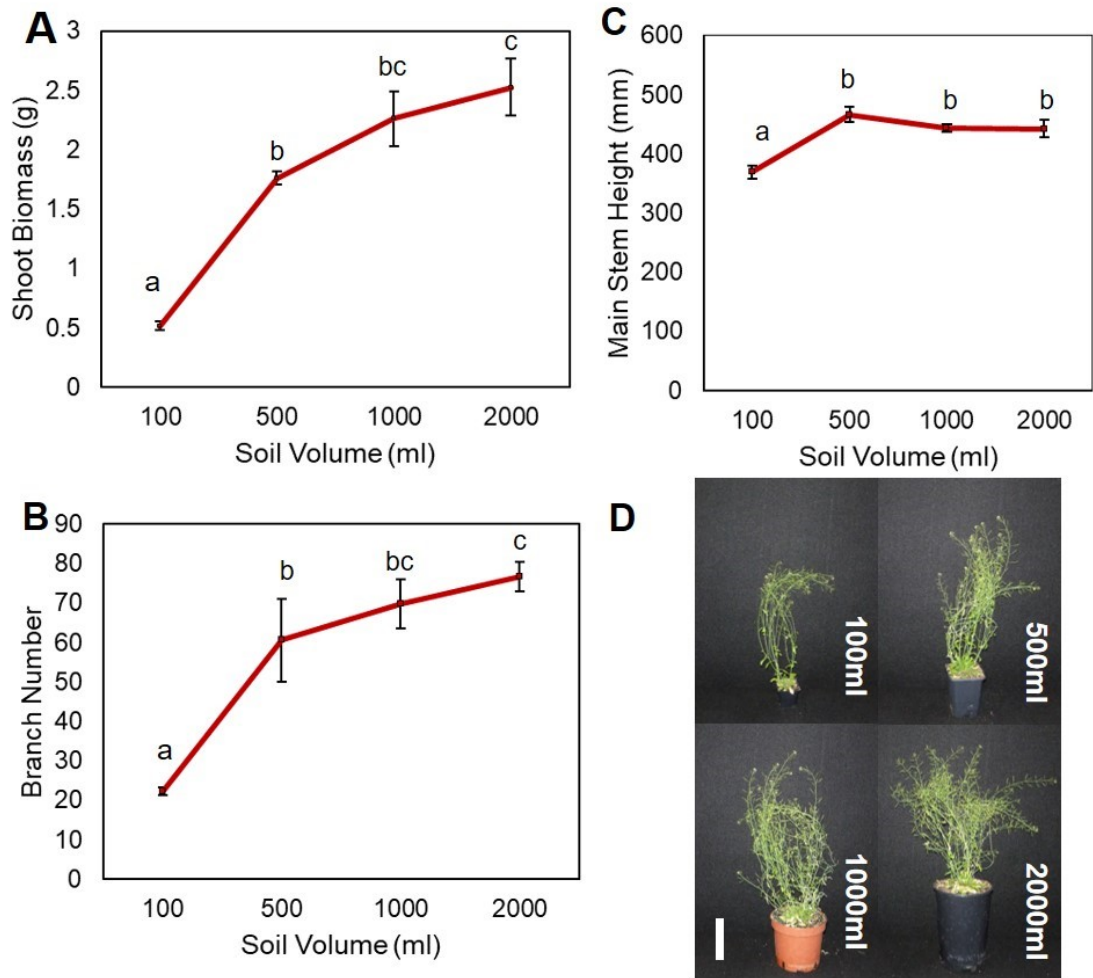 A
Shoot Biomass (g)
3
2.5
2
1.5
1
0.5
0
a
b
bc
c
100 500 1000 2000
Soil Volume (ml)
C
Main Stem Height (mm)
600
500
400
300
200
100
0
a
b
b
b
100 500 1000 2000
Soil Volume (ml)
B
Branch Number
90
80
70
60
50
40
30
20
10
0
a
b
bc
c
100 500 1000 2000
Soil Volume (ml)
D
100ml
500ml
1000ml
2000ml